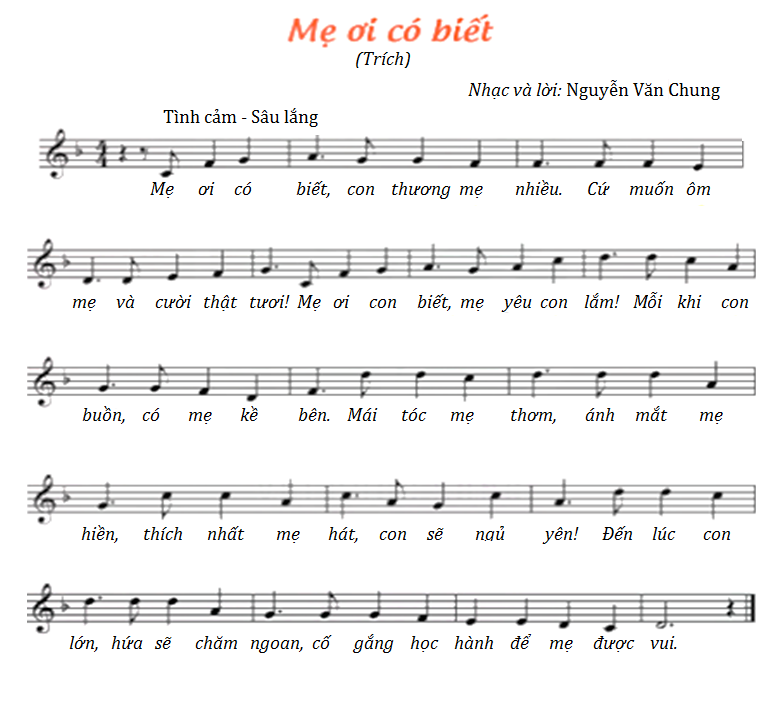 Mẹ ơi có biết
(Trích)
Nhạc và lời: Nguyễn Văn Chung
Tình cảm - Sâu lắng
Mẹ ơi có biết, con thương mẹ nhiều. Cứ muốn ôm
mẹ và cười thật tươi! Mẹ ơi con biết, mẹ yêu con lắm! Mỗi khi con
buồn, có mẹ kề bên. Mái tóc mẹ thơm, ánh mắt mẹ
hiền, thích nhất mẹ hát, con sẽ ngủ yên! Đến lúc con
lớn, hứa sẽ chăm ngoan, cố gắng học hành để mẹ được vui.